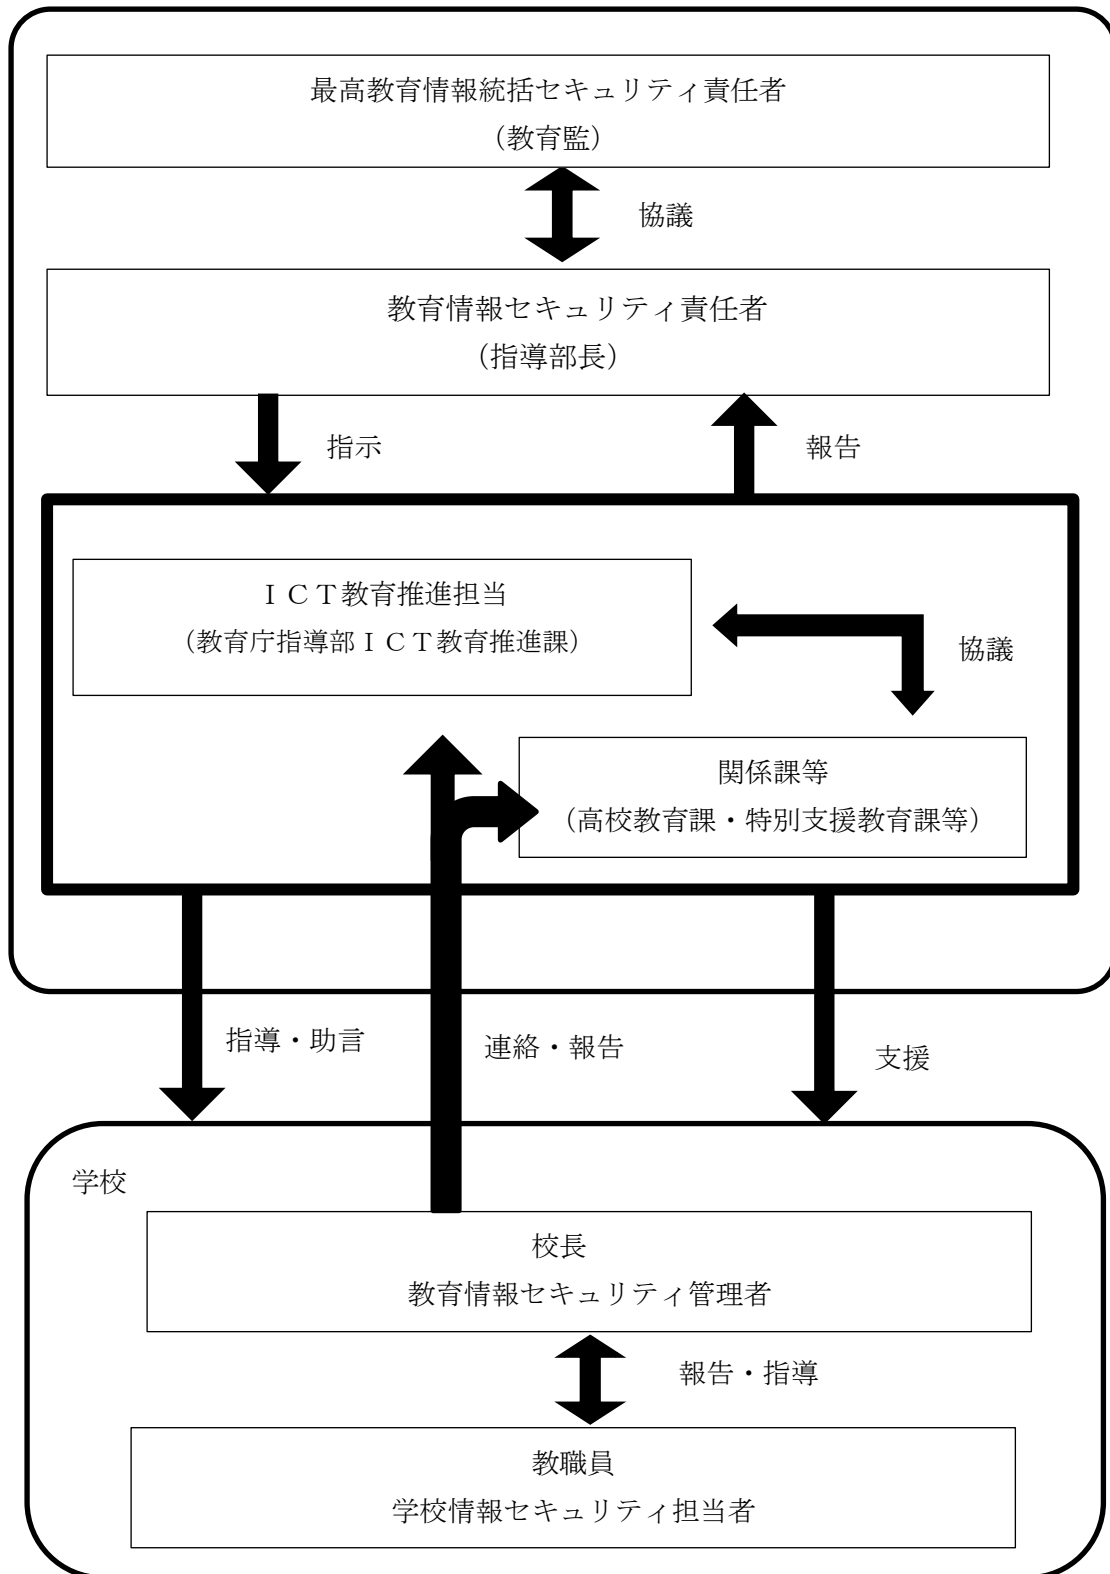 最高教育情報統括セキュリティ責任者
（教育監）
協議
教育情報セキュリティ責任者
（指導部長）
指示
報告
ＩＣＴ教育推進担当
（教育庁指導部ＩＣＴ教育推進課）
協議
関係課等
（高校教育課・特別支援教育課等）
指導・助言
連絡・報告
支援
学校
校長
教育情報セキュリティ管理者
報告・指導
教職員
学校情報セキュリティ担当者